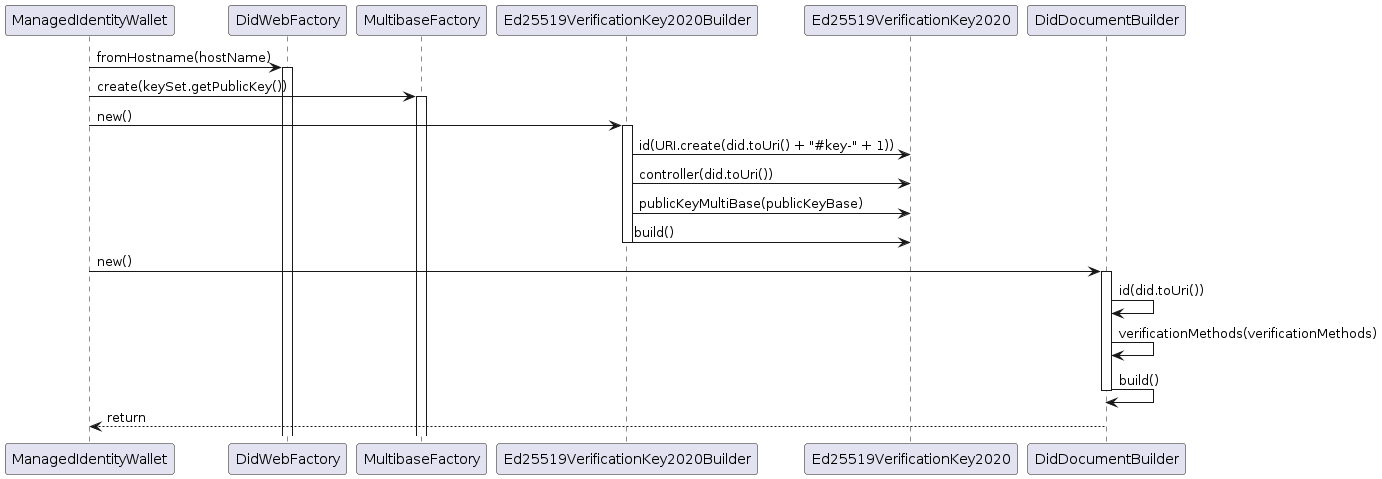 ManagedIdentityWallet
DidWebFactory
MultibaseFactory
Ed25519VerificationKey2020Builder
Ed25519VerificationKey2020
DidDocumentBuilder
fromHostname(hostName)
create(keySet.getPublicKey())
new()
id(URI.create(did.toUri() + "#key-" + 1))
controller(did.toUri())
publicKeyMultiBase(publicKeyBase)
build()
new()
id(did.toUri())
verificationMethods(verificationMethods)
build()
return
ManagedIdentityWallet
DidWebFactory
MultibaseFactory
Ed25519VerificationKey2020Builder
Ed25519VerificationKey2020
DidDocumentBuilder